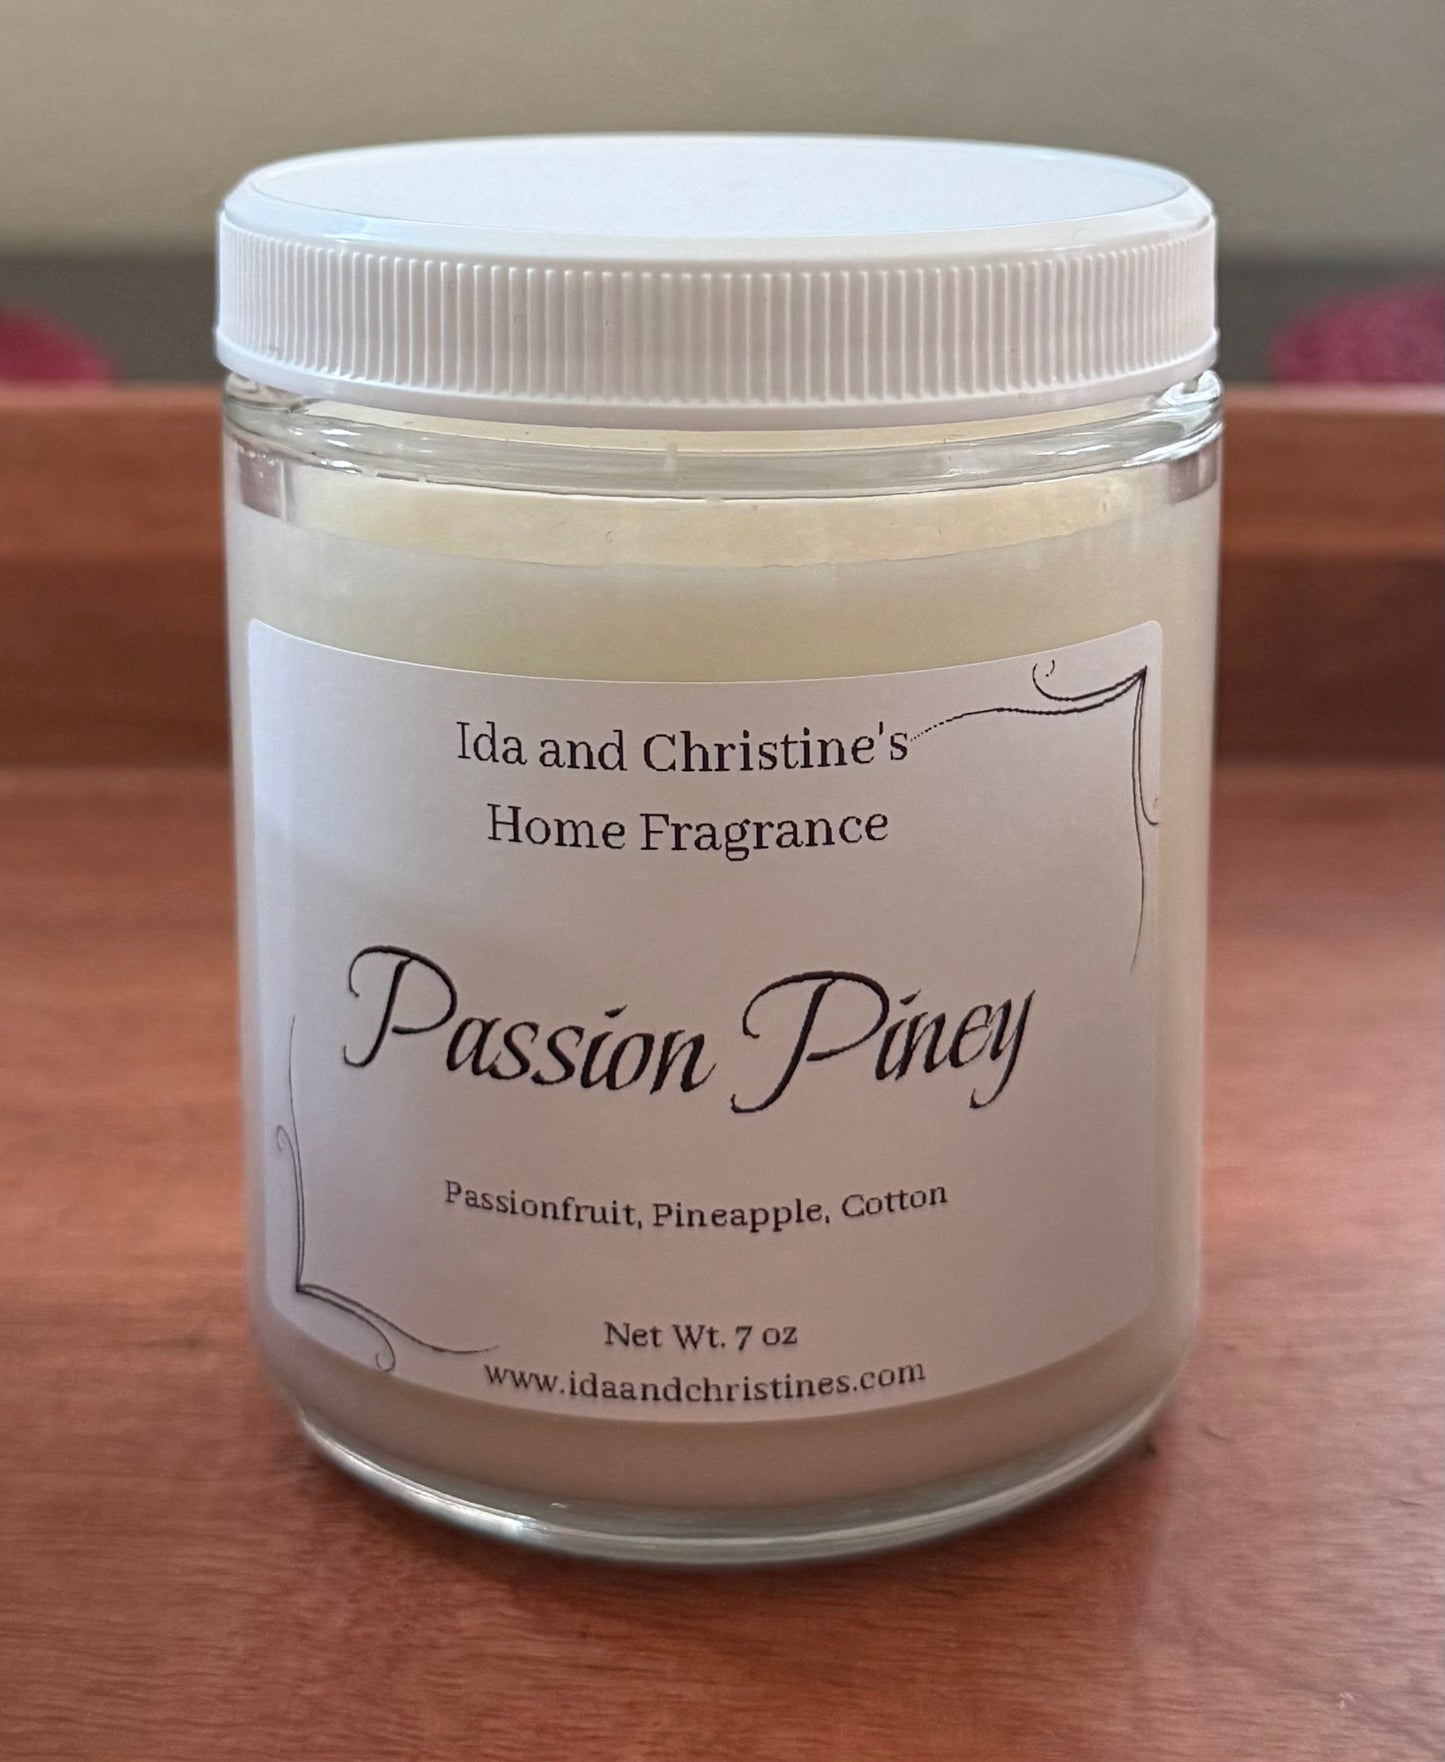 Ida and Christine's
Home Fragrance
Passion Piney
Passionfruit, Pineapple, Cotton
Net Wt. 7 oz
www.idaandchristines.com